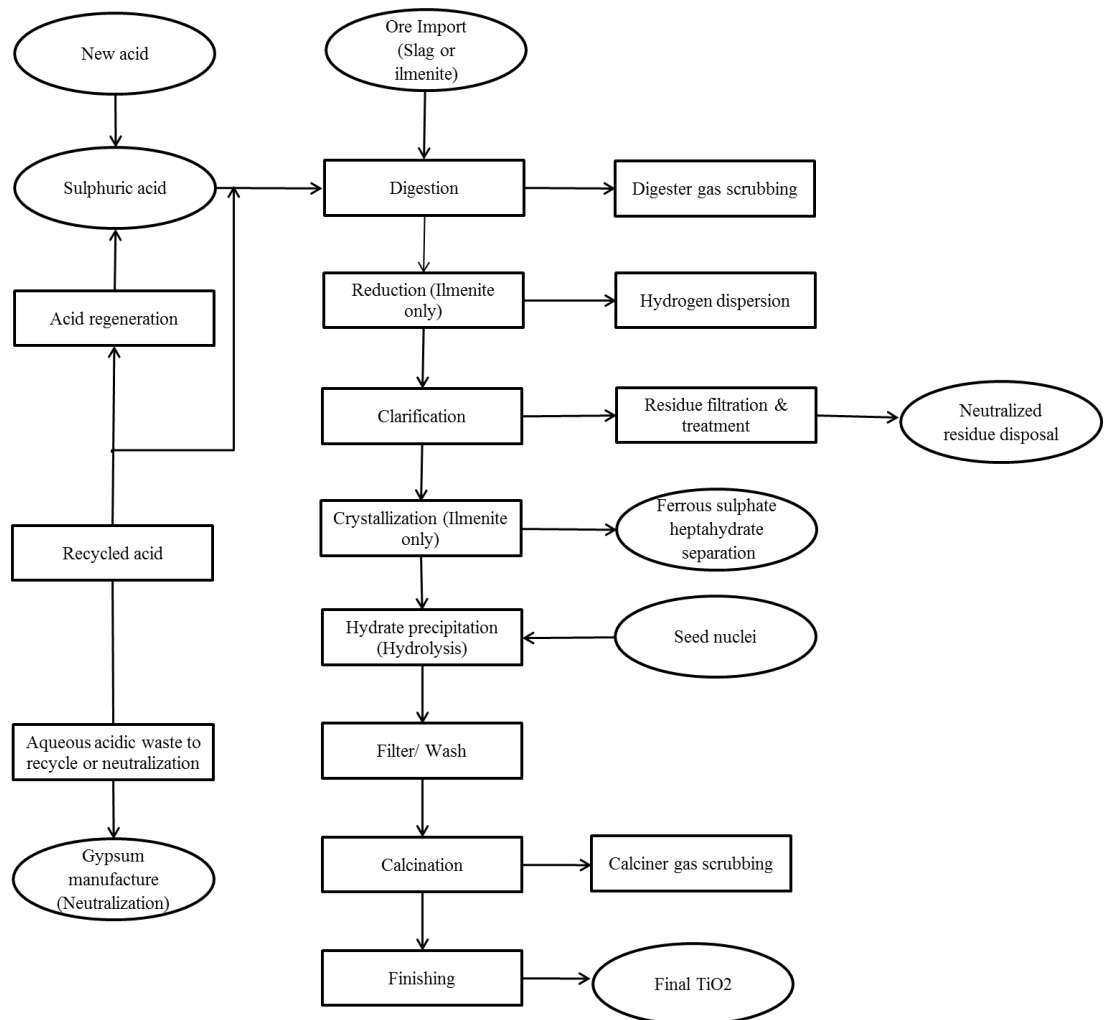 New acid
Ore Import
(Slag or
ilmenite)
Sulphuric acid
Digestion
Digester gas scrubbing
Acid regeneration
Reduction (Ilmenite
only)
Hydrogen dispersion
Clarification
Residue filtration &
treatment
Neutralized
residue disposal
Recycled acid
Crystallization (Ilmenite
only)
Ferrous sulphate
heptahydrate
separation
Hydrate precipitation
(Hydrolysis)
Seed nuclei
Aqueous acidic waste to
recycle or neutralization
Filter/ Wash
Gypsum
manufacture
(Neutralization)
Calcination
Calciner gas scrubbing
Finishing
Final TiO2